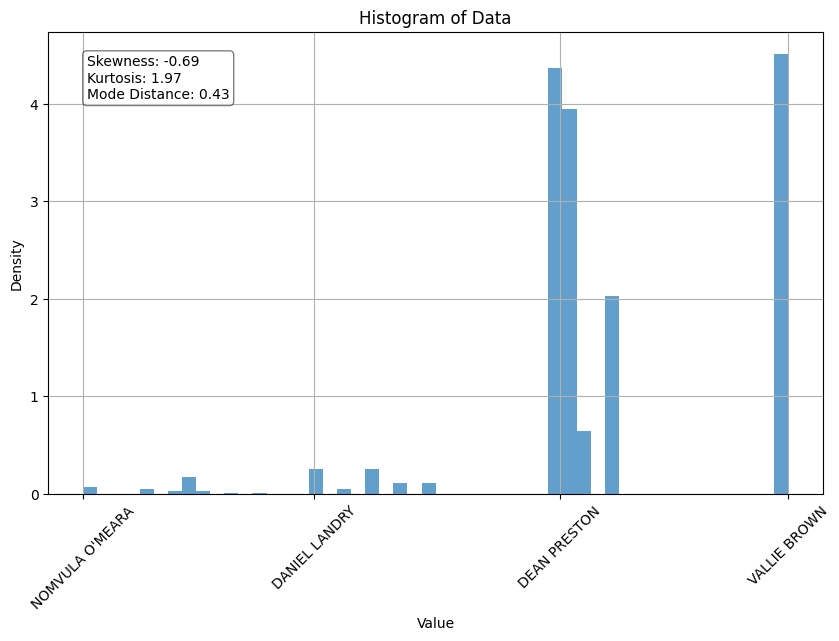 Histogram of Data
Skewness: -0.69
Kurtosis: 1.97
Mode Distance: 0.43
Density
4
3
2
1
0
NOMVULA O'MEARA
DANIEL LANDRY
DEAN PRESTON
VALLIE BROWN
Value